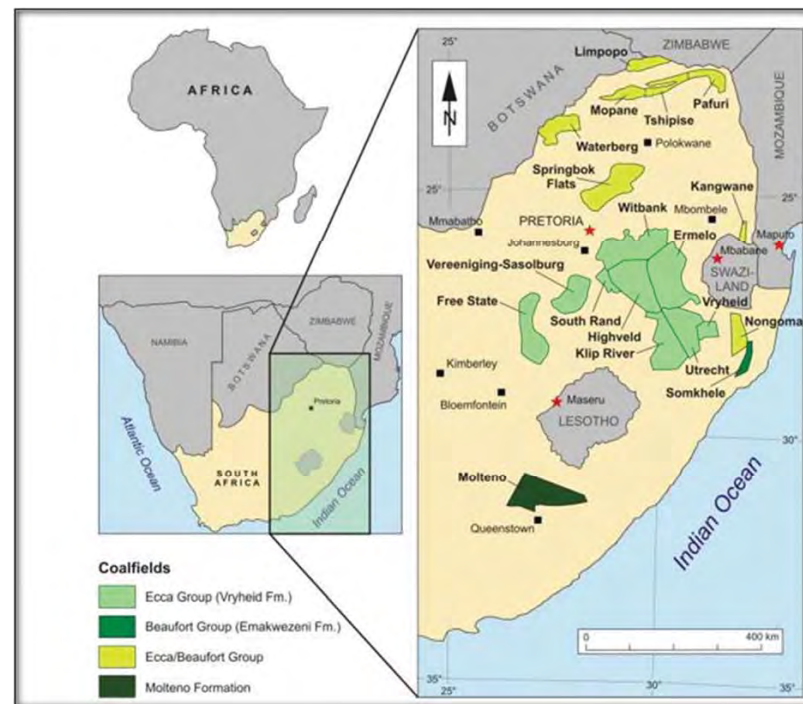 AFRICA
NAMIBIA
BOTSWANA
ZIMBABWE
MOZAMBIQUE
Pretoria
SOUTH
AFRICA
Atlantic Ocean
Indian Ocean
Coalfields
Ecca Group (Vryheid Fm.)
Beaufort Group (Emakwezeni Fm.)
Ecca/Beaufort Group
Molteno Formation
25°
ZIMBABWE
Limpopo
BOTSWANA
MOZAMBIQUE
N
Mopane
Pafuri
Tshipise
Waterberg
Polokwane
Springbok
Flats
25°
25°
Kangwane
Witbank
Mbombele
Mmabatho
PRETORIA
Maputo
Johannesburg
Ermelo
Mbabane
Vereeniging-Sasolburg
SWAZI-
LAND
Vryheid
Free State
South Rand
Highveld
Nongoma
Klip River
Utrecht
Kimberley
Somkhele
Bloemfontein
Maseru
LESOTHO
30°
Molteno
Queenstown
Indian Ocean
0
400 km
35°
25°
30°
35°